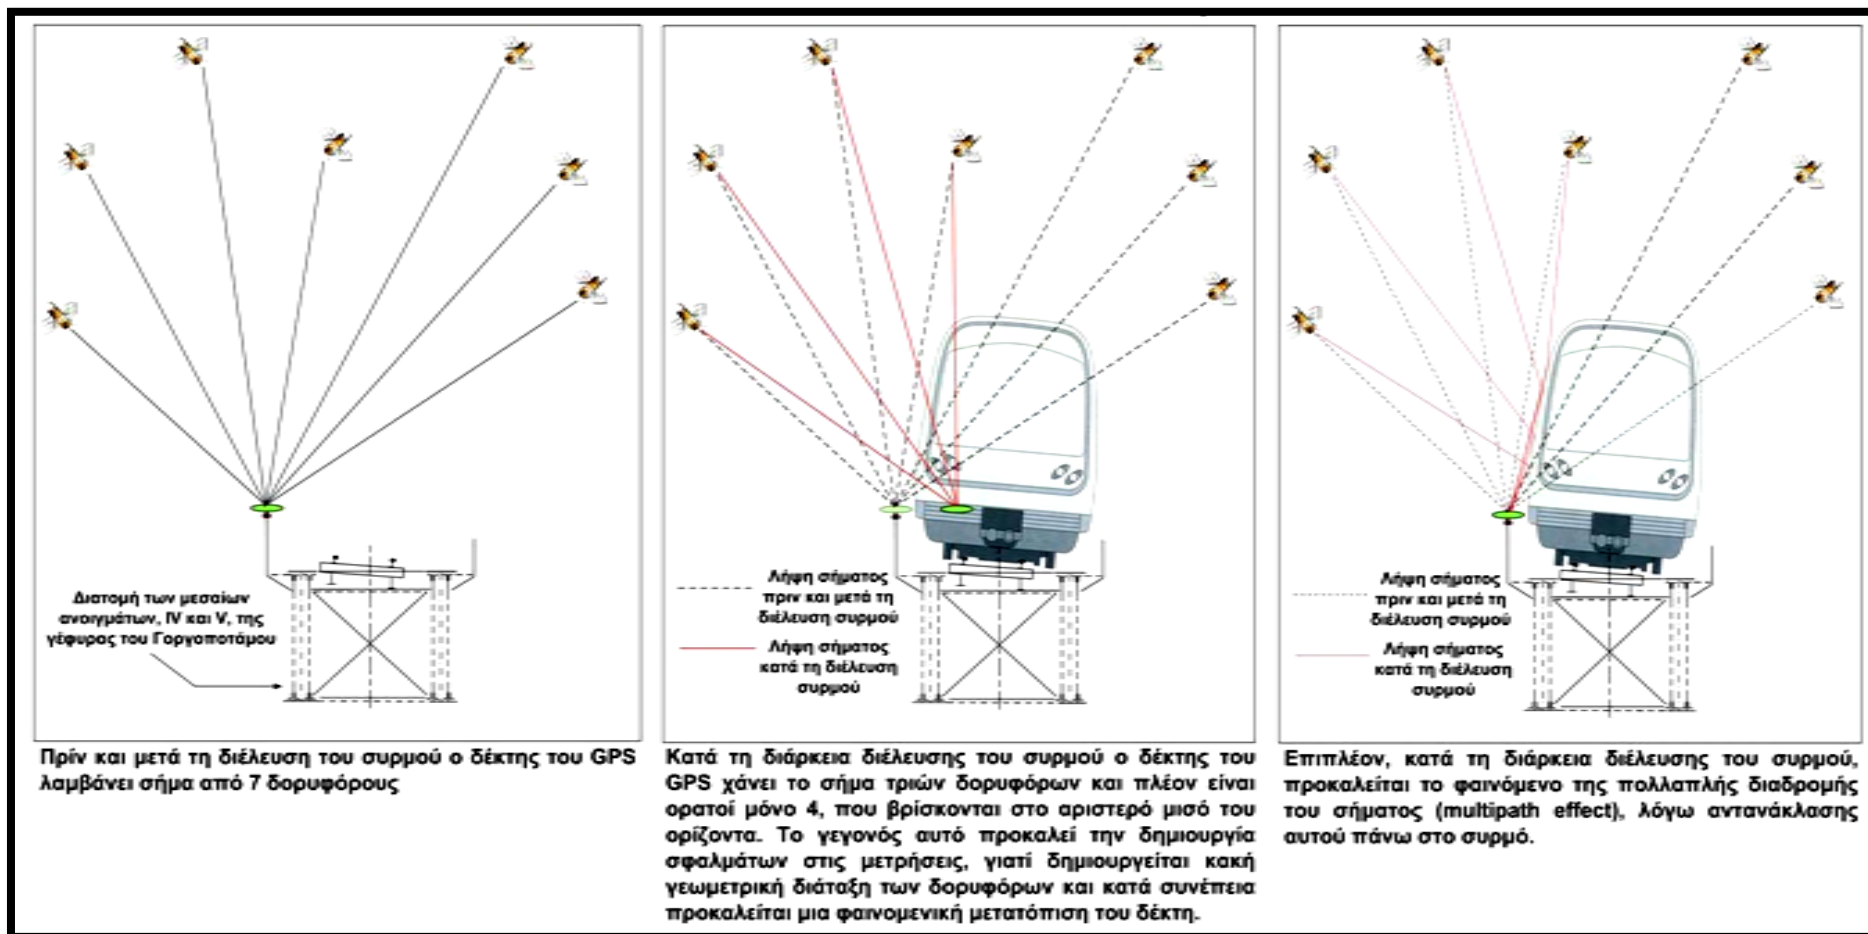 Διατομή των μεσαίων
ανοιγμάτων, IV και V, της
γέφυρας του Γοργοποτάμου
Πρίν και μετά τη διέλευση του συρμού ο δέκτης του GPS
λαμβάνει σήμα από 7 δορυφόρους
Λήψη σήματος
πριν και μετά τη
διέλευση συρμού
Λήψη σήματος
κατά τη διέλευση
συρμού
Κατά τη διάρκεια διέλευσης του συρμού ο δέκτης του
GPS χάνει το σήμα τριών δορυφόρων και πλέον είναι
ορατοί μόνο 4, που βρίσκονται στο αριστερό μισό του
ορίζοντα. Το γεγονός αυτό προκαλεί την δημιουργία
σφαλμάτων στις μετρήσεις, γιατί δημιουργείται κακή
γεωμετρική διάταξη των δορυφόρων και κατά συνέπεια
προκαλείται μια φαινομενική μετατόπιση του δέκτη.
Λήψη σήματος
πριν και μετά τη
διέλευση συρμού
Λήψη σήματος
κατά τη διέλευση
συρμού
Επιπλέον, κατά τη διάρκεια διέλευσης του συρμού,
προκαλείται το φαινόμενο της πολλαπλής διαδρομής
του σήματος (multipath effect), λόγω αντανάκλασης
αυτού πάνω στο συρμό.